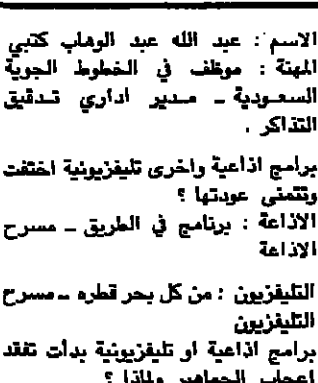 الاسم : عبد الله عبد الوهاب كتبي
المهنة : موظف في الخطوط الجوية
السعودية – مدير اداري تدقيق
التذاكر .
برامج اذاعية واخرى تليفزيونية اختفت
وتتمنى عودتها ؟
الاذاعة : برنامج في الطريق – مسرح
الاذاعة
التليفزيون : من كل بحر قطره – مسرح
التليفزيون
برامج اذاعية او تليفزيونية بدأت تفقد
اعجاب الجماهير ولماذا ؟